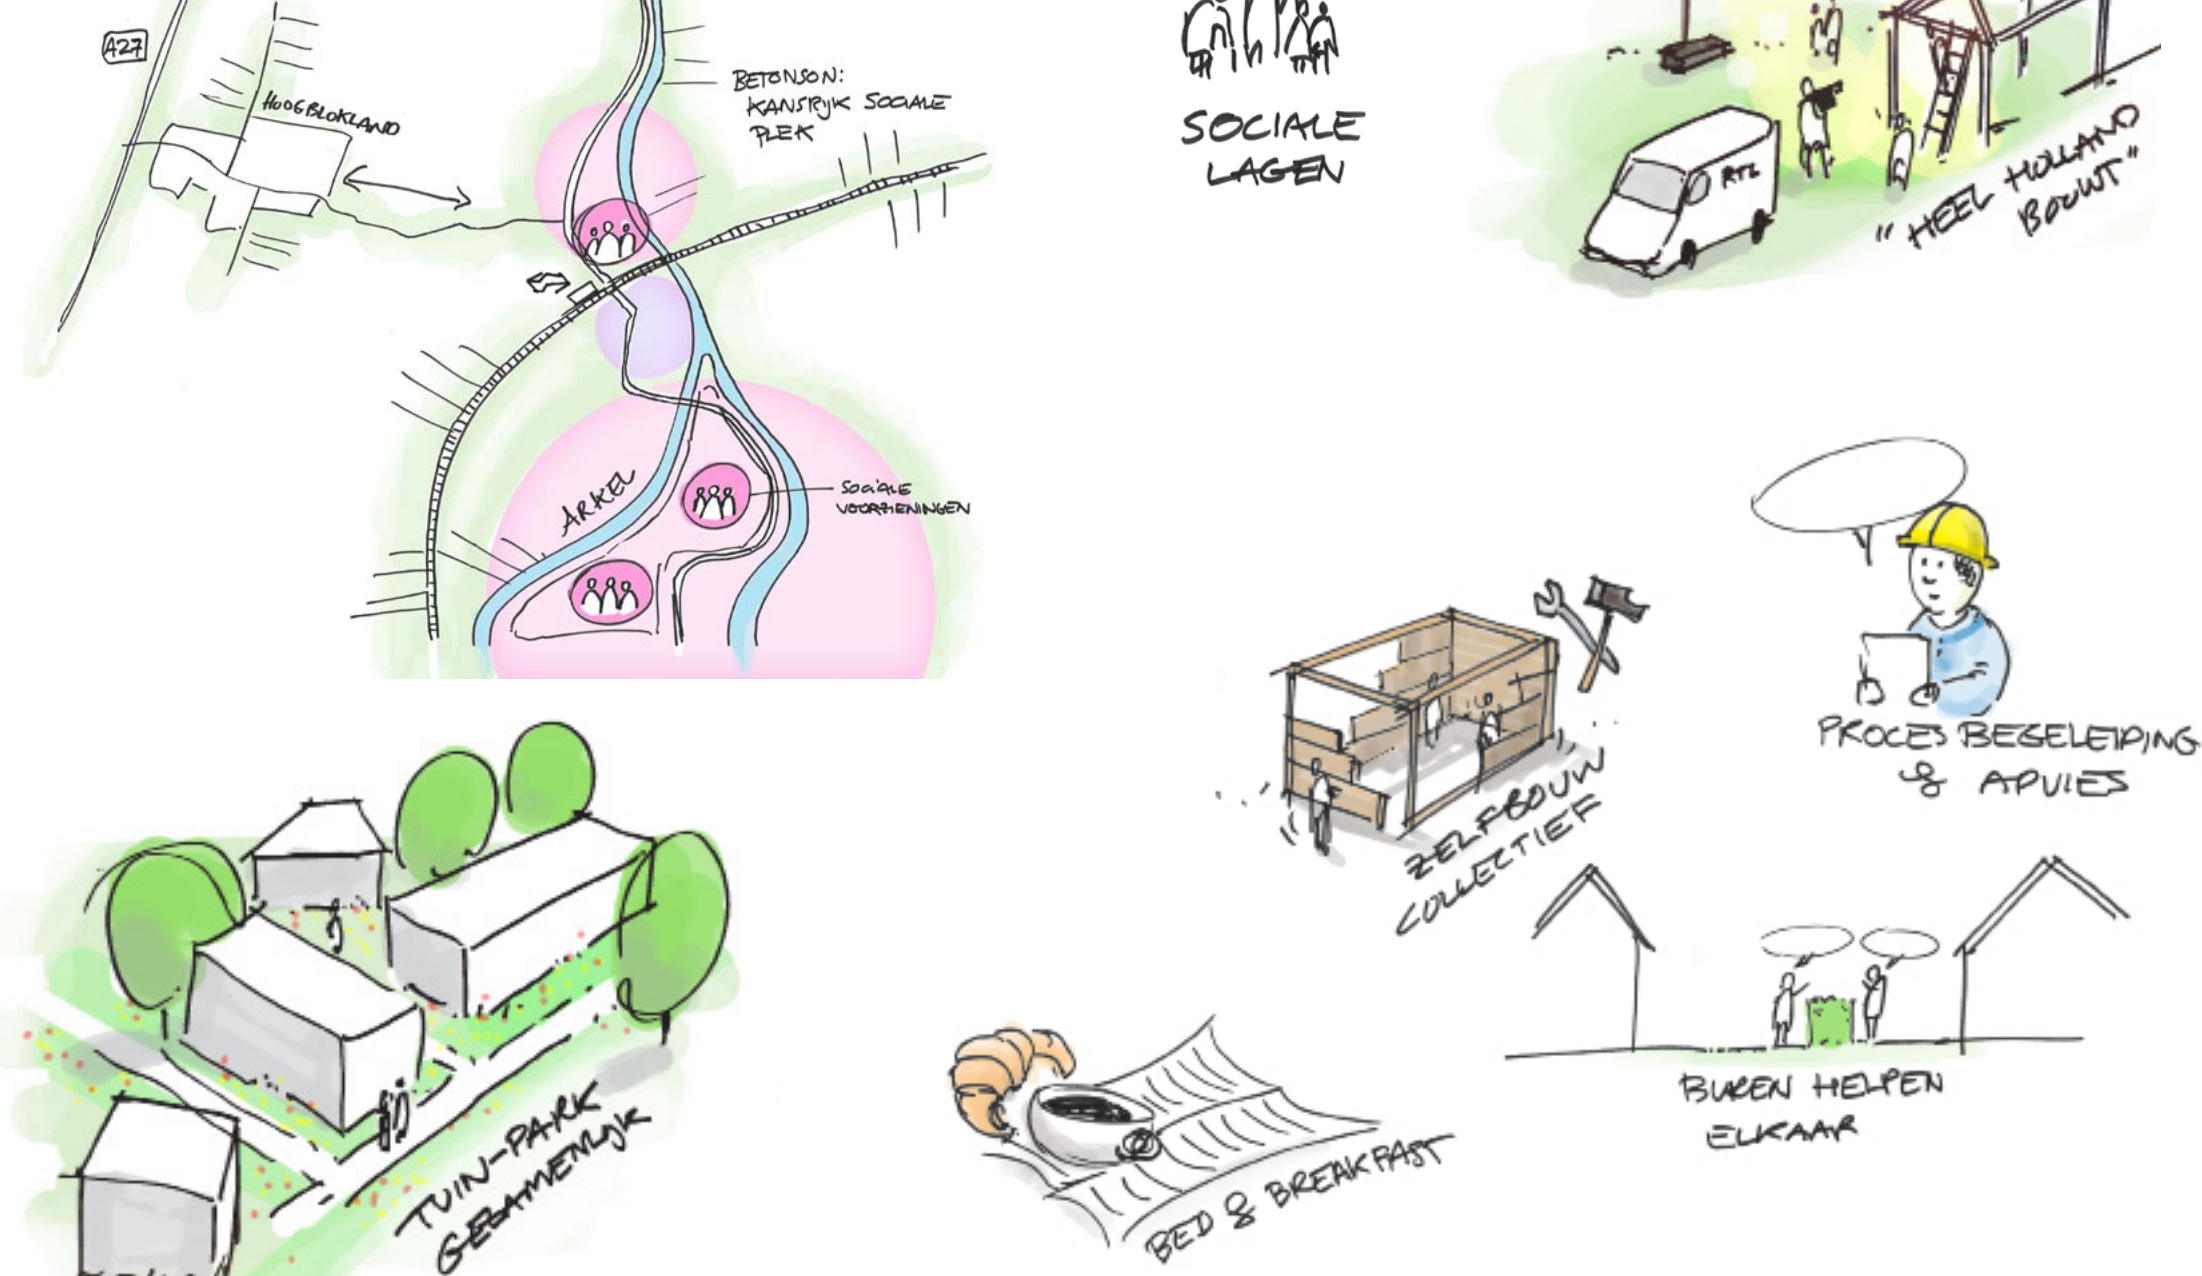 A27
HOOGBLOKLAND
BETONSON:
KANSRIJK SOCIALE
PLEK
ARKEL
SOCIALE
VOORZIENINGEN
SOCIALE
LAGEN
RTL
"HEEL HOLLAND
BOUWT"
PROCES BEGELEIDING
& ADVIES
ZELFBOUW
COLLECTIEF
BUREN HELPEN
ELKAAR
TUIN-PARK
GEZAMENLIJK
BED & BREAKFAST